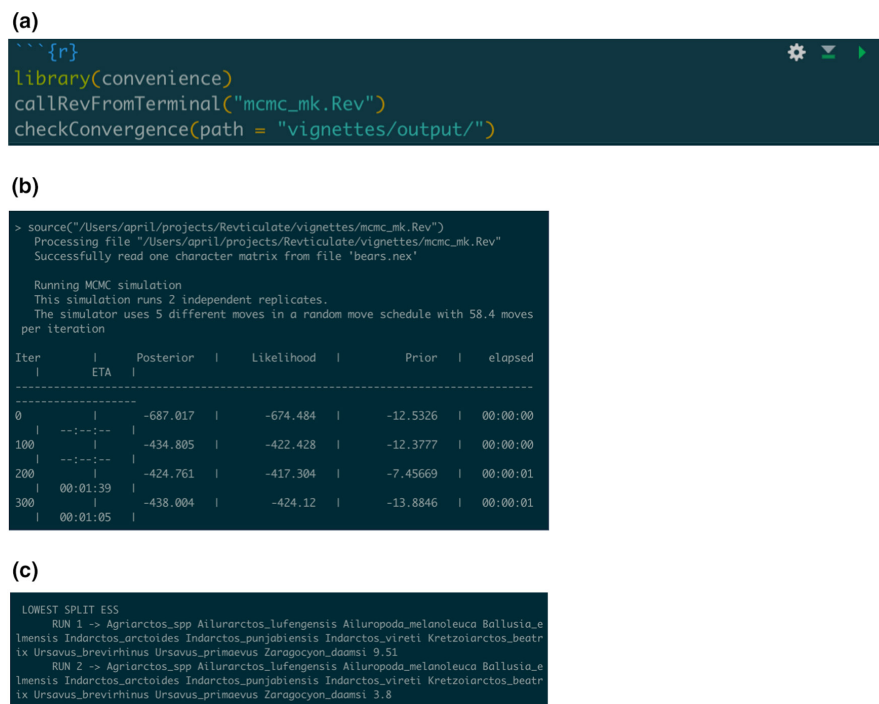 (a)
```{r}
library(convenience)
callRevFromTerminal("mcmc_mk.Rev")
checkConvergence(path = "vignettes/output/")
(b)
> source("/Users/april/projects/Revticulate/vignettes/mcmc_mk.Rev")
Processing file "/Users/april/projects/Revticulate/vignettes/mcmc_mk.Rev"
Successfully read one character matrix from file 'bears.nex'
Running MCMC simulation
This simulation runs 2 independent replicates.
The simulator uses 5 different moves in a random move schedule with 58.4 moves
per iteration
Iter | Posterior | Likelihood | Prior | elapsed
| ETA |
--------------------------------------------------------------------------------
-------------------
0 | -687.017 | -674.484 | -12.5326 | 00:00:00
| --:--:-- |
100 | -434.805 | -422.428 | -12.3777 | 00:00:00
| --:--:-- |
200 | -424.761 | -417.304 | -7.45669 | 00:00:01
| 00:01:39 |
300 | -438.004 | -424.12 | -13.8846 | 00:00:01
| 00:01:05 |
(c)
LOWEST SPLIT ESS
RUN 1 -> Agriarctos_spp Ailurarctos_lufengensis Ailuropoda_melanoleuca Ballusia_e
lmensis Indarctos_arctoides Indarctos_punjabiensis Indarctos_vireti Kretzoiarctos_beatr
ix Ursavus_brevirhinus Ursavus_primaevus Zaragocyon_daamsi 9.51
RUN 2 -> Agriarctos_spp Ailurarctos_lufengensis Ailuropoda_melanoleuca Ballusia_e
lmensis Indarctos_arctoides Indarctos_punjabiensis Indarctos_vireti Kretzoiarctos_beatr
ix Ursavus_brevirhinus Ursavus_primaevus Zaragocyon_daamsi 3.8